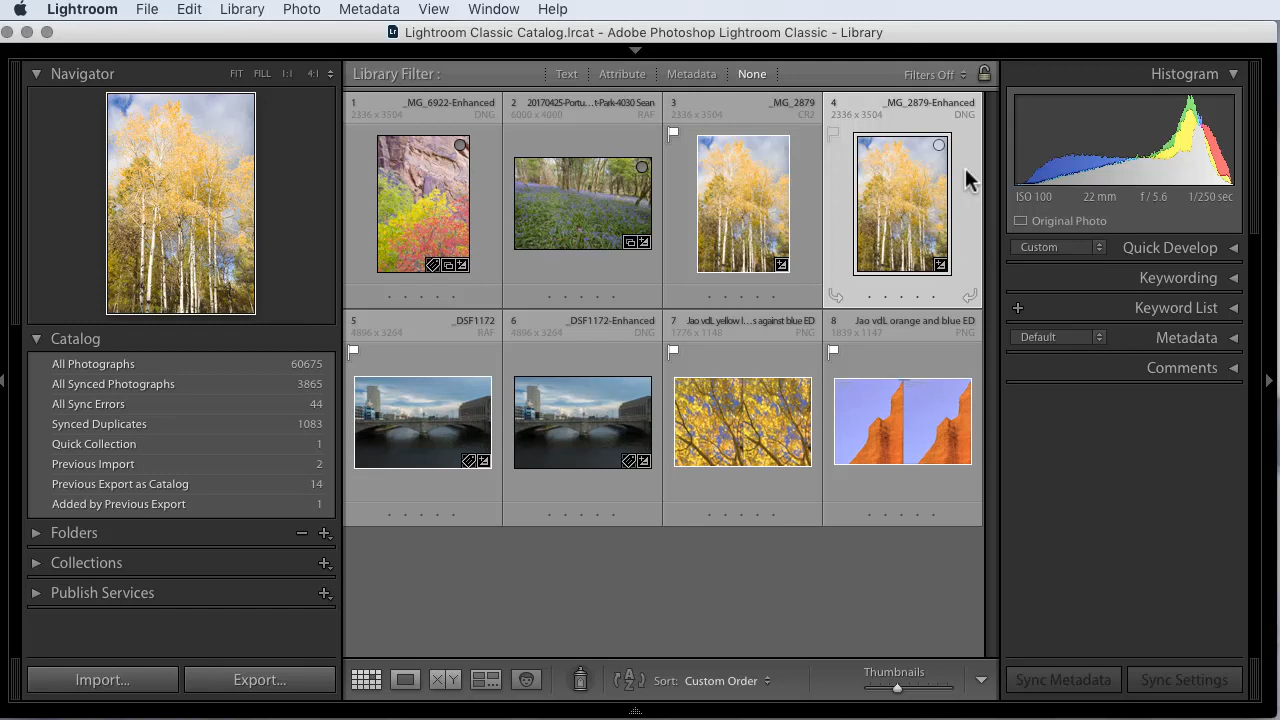 Lightroom File Edit Library Photo Metadata View Window Help
Lr Lightroom Classic Catalog.lrcat - Adobe Photoshop Lightroom Classic - Library
Navigator FIT FILL 1:1 4:1
Library Filter : Text Attribute Metadata None Filters Off
Histogram
1 _MG_6922-Enhanced
2336 x 3504 DNG
2 20170425-Portu...t-Park-4030 Sean
6000 x 4000 RAF
3 _MG_2879
2336 x 3504 CR2
4 _MG_2879-Enhanced
2336 x 3504 DNG
ISO 100 22 mm f / 5.6 1/250 sec
Original Photo
Custom Quick Develop
Keywording
Keyword List
Default Metadata
Comments
5 _DSF1172
4896 x 3264 RAF
6 _DSF1172-Enhanced
4896 x 3264 DNG
7 Jao vdL yellow l...s against blue ED
1776 x 1148 PNG
8 Jao vdL orange and blue ED
1839 x 1147 PNG
Catalog
All Photographs 60675
All Synced Photographs 3865
All Sync Errors 44
Synced Duplicates 1083
Quick Collection 1
Previous Import 2
Previous Export as Catalog 14
Added by Previous Export 1
Folders
Collections
Publish Services
Import... Export...
X Y
Sort: Custom Order
Thumbnails
Sync Metadata Sync Settings